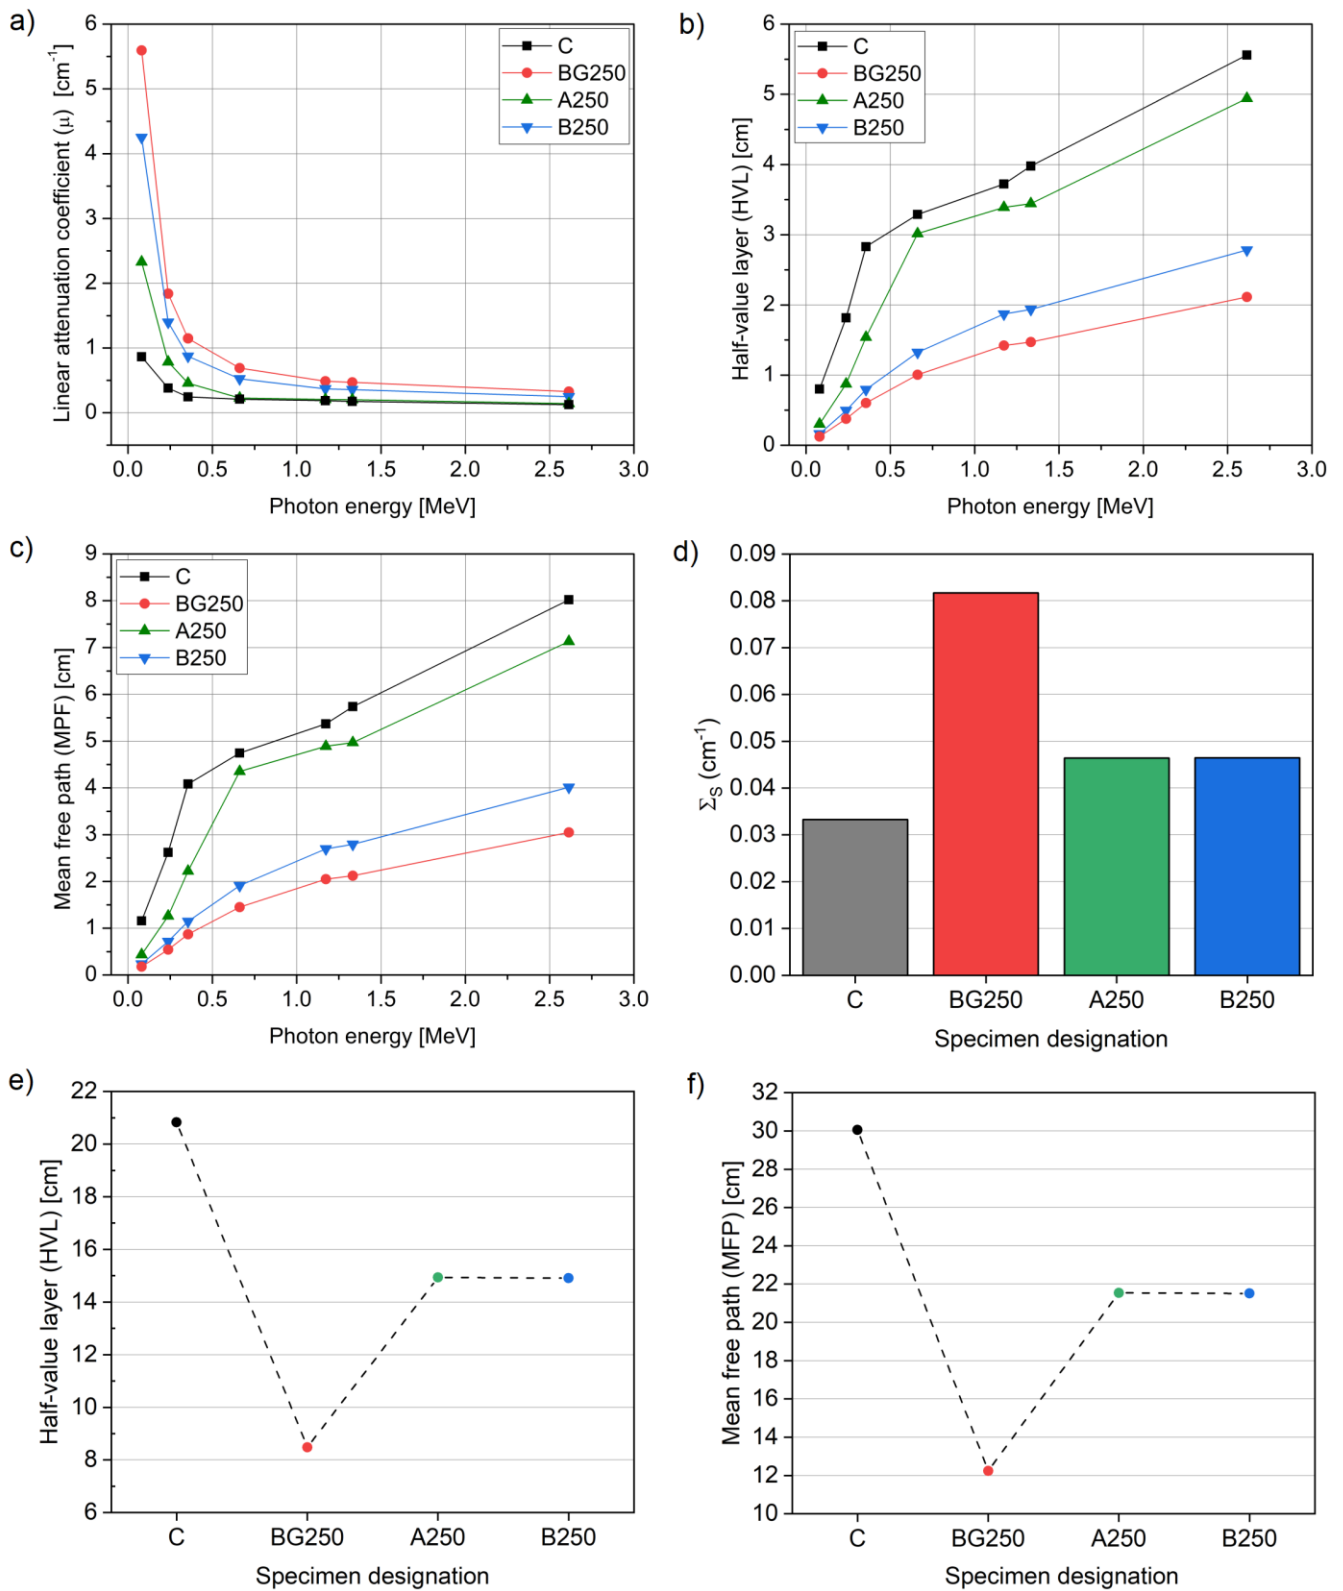 a)
Linear attenuation coefficient (μ) [cm⁻¹]
6
5
4
3
2
1
0
C
BG250
A250
B250
0.0 0.5 1.0 1.5 2.0 2.5 3.0
Photon energy [MeV]
b)
Half-value layer (HVL) [cm]
6
5
4
3
2
1
0
C
BG250
A250
B250
0.0 0.5 1.0 1.5 2.0 2.5 3.0
Photon energy [MeV]
c)
Mean free path (MPF) [cm]
9
8
7
6
5
4
3
2
1
0
C
BG250
A250
B250
0.0 0.5 1.0 1.5 2.0 2.5 3.0
Photon energy [MeV]
d)
Σ_S (cm⁻¹)
0.09
0.08
0.07
0.06
0.05
0.04
0.03
0.02
0.01
0.00
C BG250 A250 B250
Specimen designation
e)
Half-value layer (HVL) [cm]
22
20
18
16
14
12
10
8
6
C BG250 A250 B250
Specimen designation
f)
Mean free path (MFP) [cm]
32
30
28
26
24
22
20
18
16
14
12
10
C BG250 A250 B250
Specimen designation